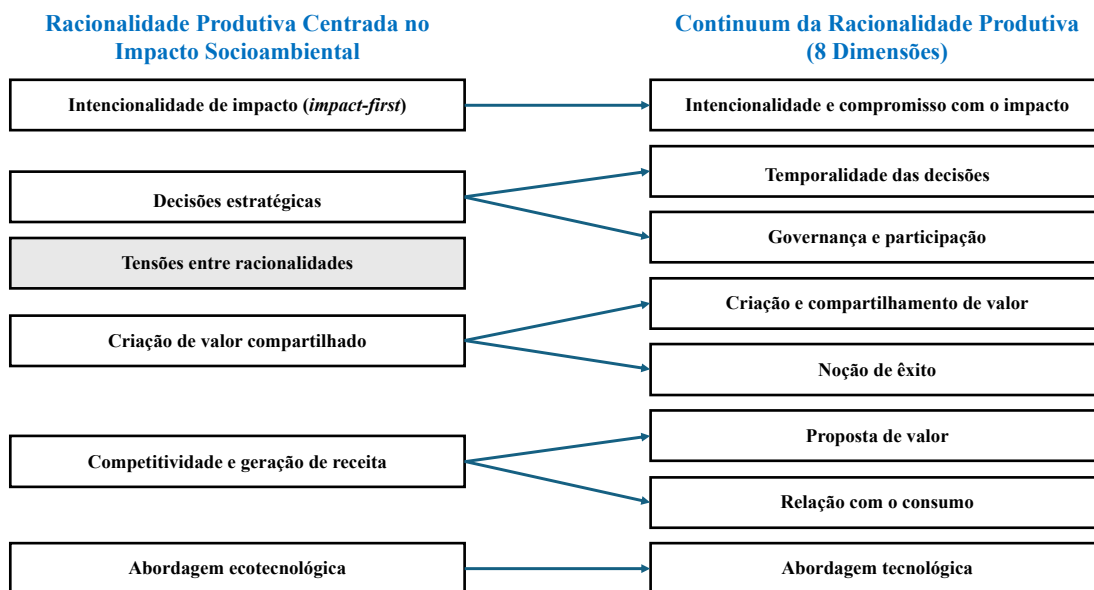 Racionalidade Produtiva Centrada no
Impacto Socioambiental
Continuum da Racionalidade Produtiva
(8 Dimensões)
Intencionalidade de impacto (impact-first)
Intencionalidade e compromisso com o impacto
Decisões estratégicas
Temporalidade das decisões
Governança e participação
Tensões entre racionalidades
Criação de valor compartilhado
Criação e compartilhamento de valor
Noção de êxito
Competitividade e geração de receita
Proposta de valor
Relação com o consumo
Abordagem ecotecnológica
Abordagem tecnológica